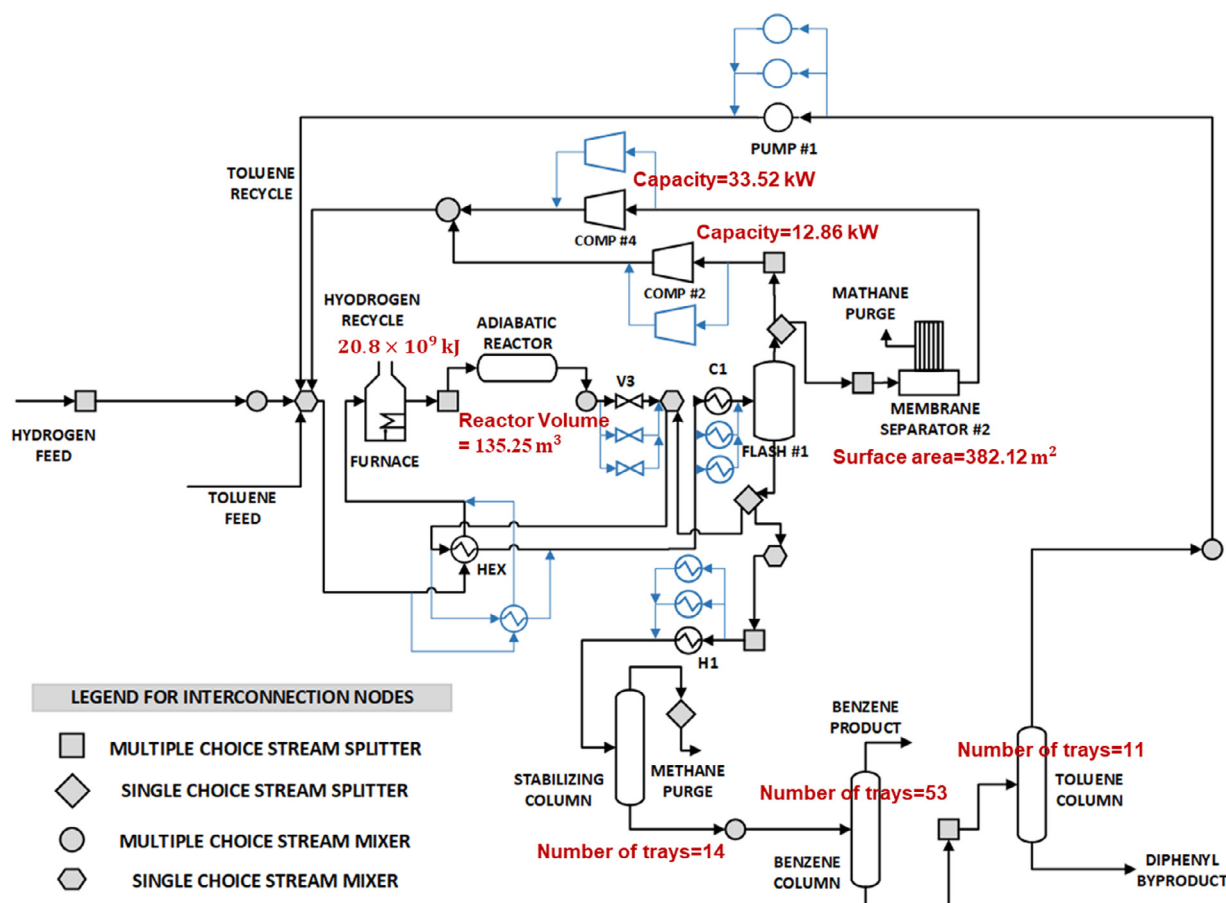 PUMP #1
TOLUENE
RECYCLE
Capacity=33.52 kW
COMP #4
Capacity=12.86 kW
COMP #2
HYODROGEN
RECYCLE
20.8 × 10⁹ kJ
ADIABATIC
REACTOR
MATHANE
PURGE
V3
C1
HYDROGEN
FEED
FURNACE
Reactor Volume
= 135.25 m³
FLASH #1
MEMBRANE
SEPARATOR #2
Surface area=382.12 m²
TOLUENE
FEED
HEX
H1
LEGEND FOR INTERCONNECTION NODES
MULTIPLE CHOICE STREAM SPLITTER
SINGLE CHOICE STREAM SPLITTER
MULTIPLE CHOICE STREAM MIXER
SINGLE CHOICE STREAM MIXER
STABILIZING
COLUMN
METHANE
PURGE
Number of trays=14
BENZENE
PRODUCT
Number of trays=53
BENZENE
COLUMN
Number of trays=11
TOLUENE
COLUMN
DIPHENYL
BYPRODUCT